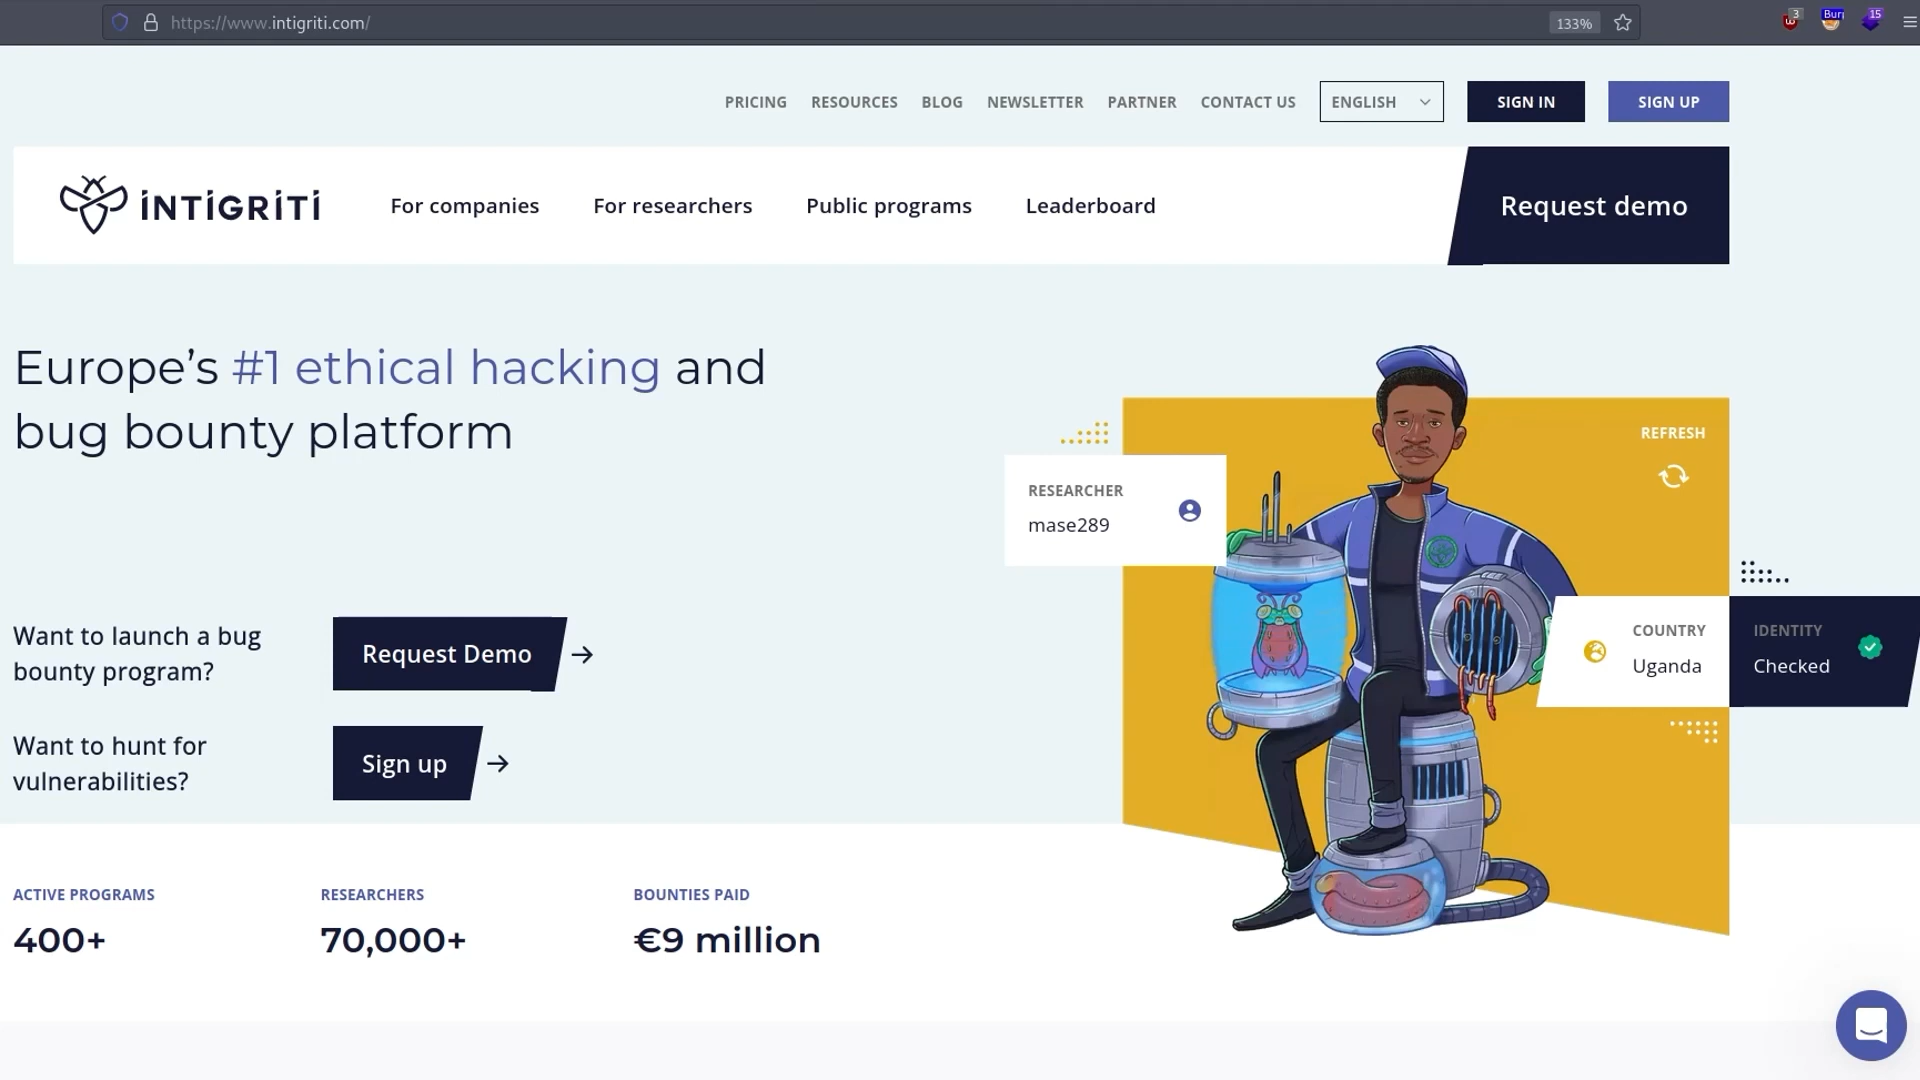 https://www.intigriti.com/
133%
3
Bur
15
PRICING RESOURCES BLOG NEWSLETTER PARTNER CONTACT US ENGLISH SIGN IN SIGN UP
INTIGRITI
For companies For researchers Public programs Leaderboard Request demo
Europe’s #1 ethical hacking and
bug bounty platform
REFRESH
RESEARCHER
mase289
COUNTRY
Uganda
IDENTITY
Checked
Want to launch a bug
bounty program?
Request Demo
Want to hunt for
vulnerabilities?
Sign up
ACTIVE PROGRAMS
400+
RESEARCHERS
70,000+
BOUNTIES PAID
€9 million